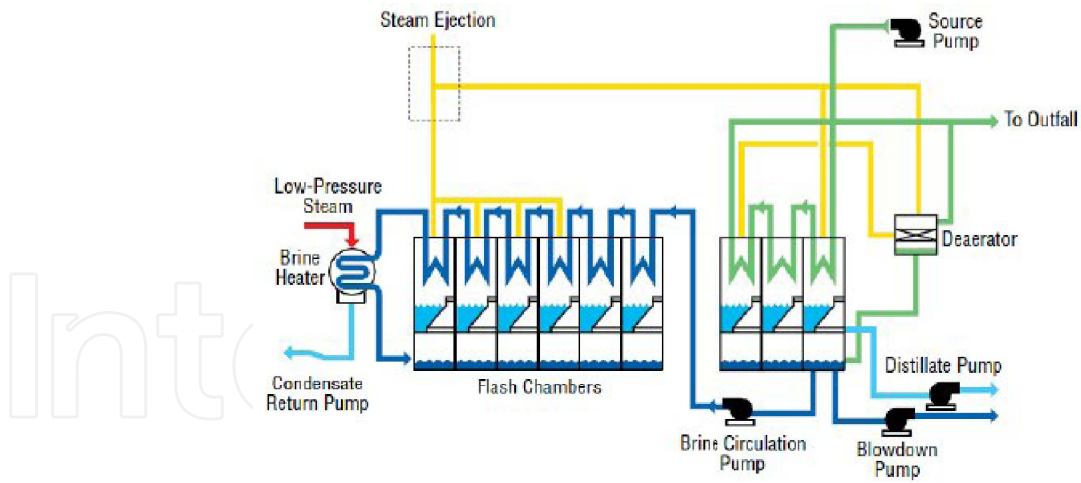 Steam Ejection
Source
Pump
To Outfall
Low-Pressure
Steam
Brine
Heater
Deaerator
Condensate
Return Pump
Flash Chambers
Distillate Pump
Brine Circulation
Pump
Blowdown
Pump
Inte